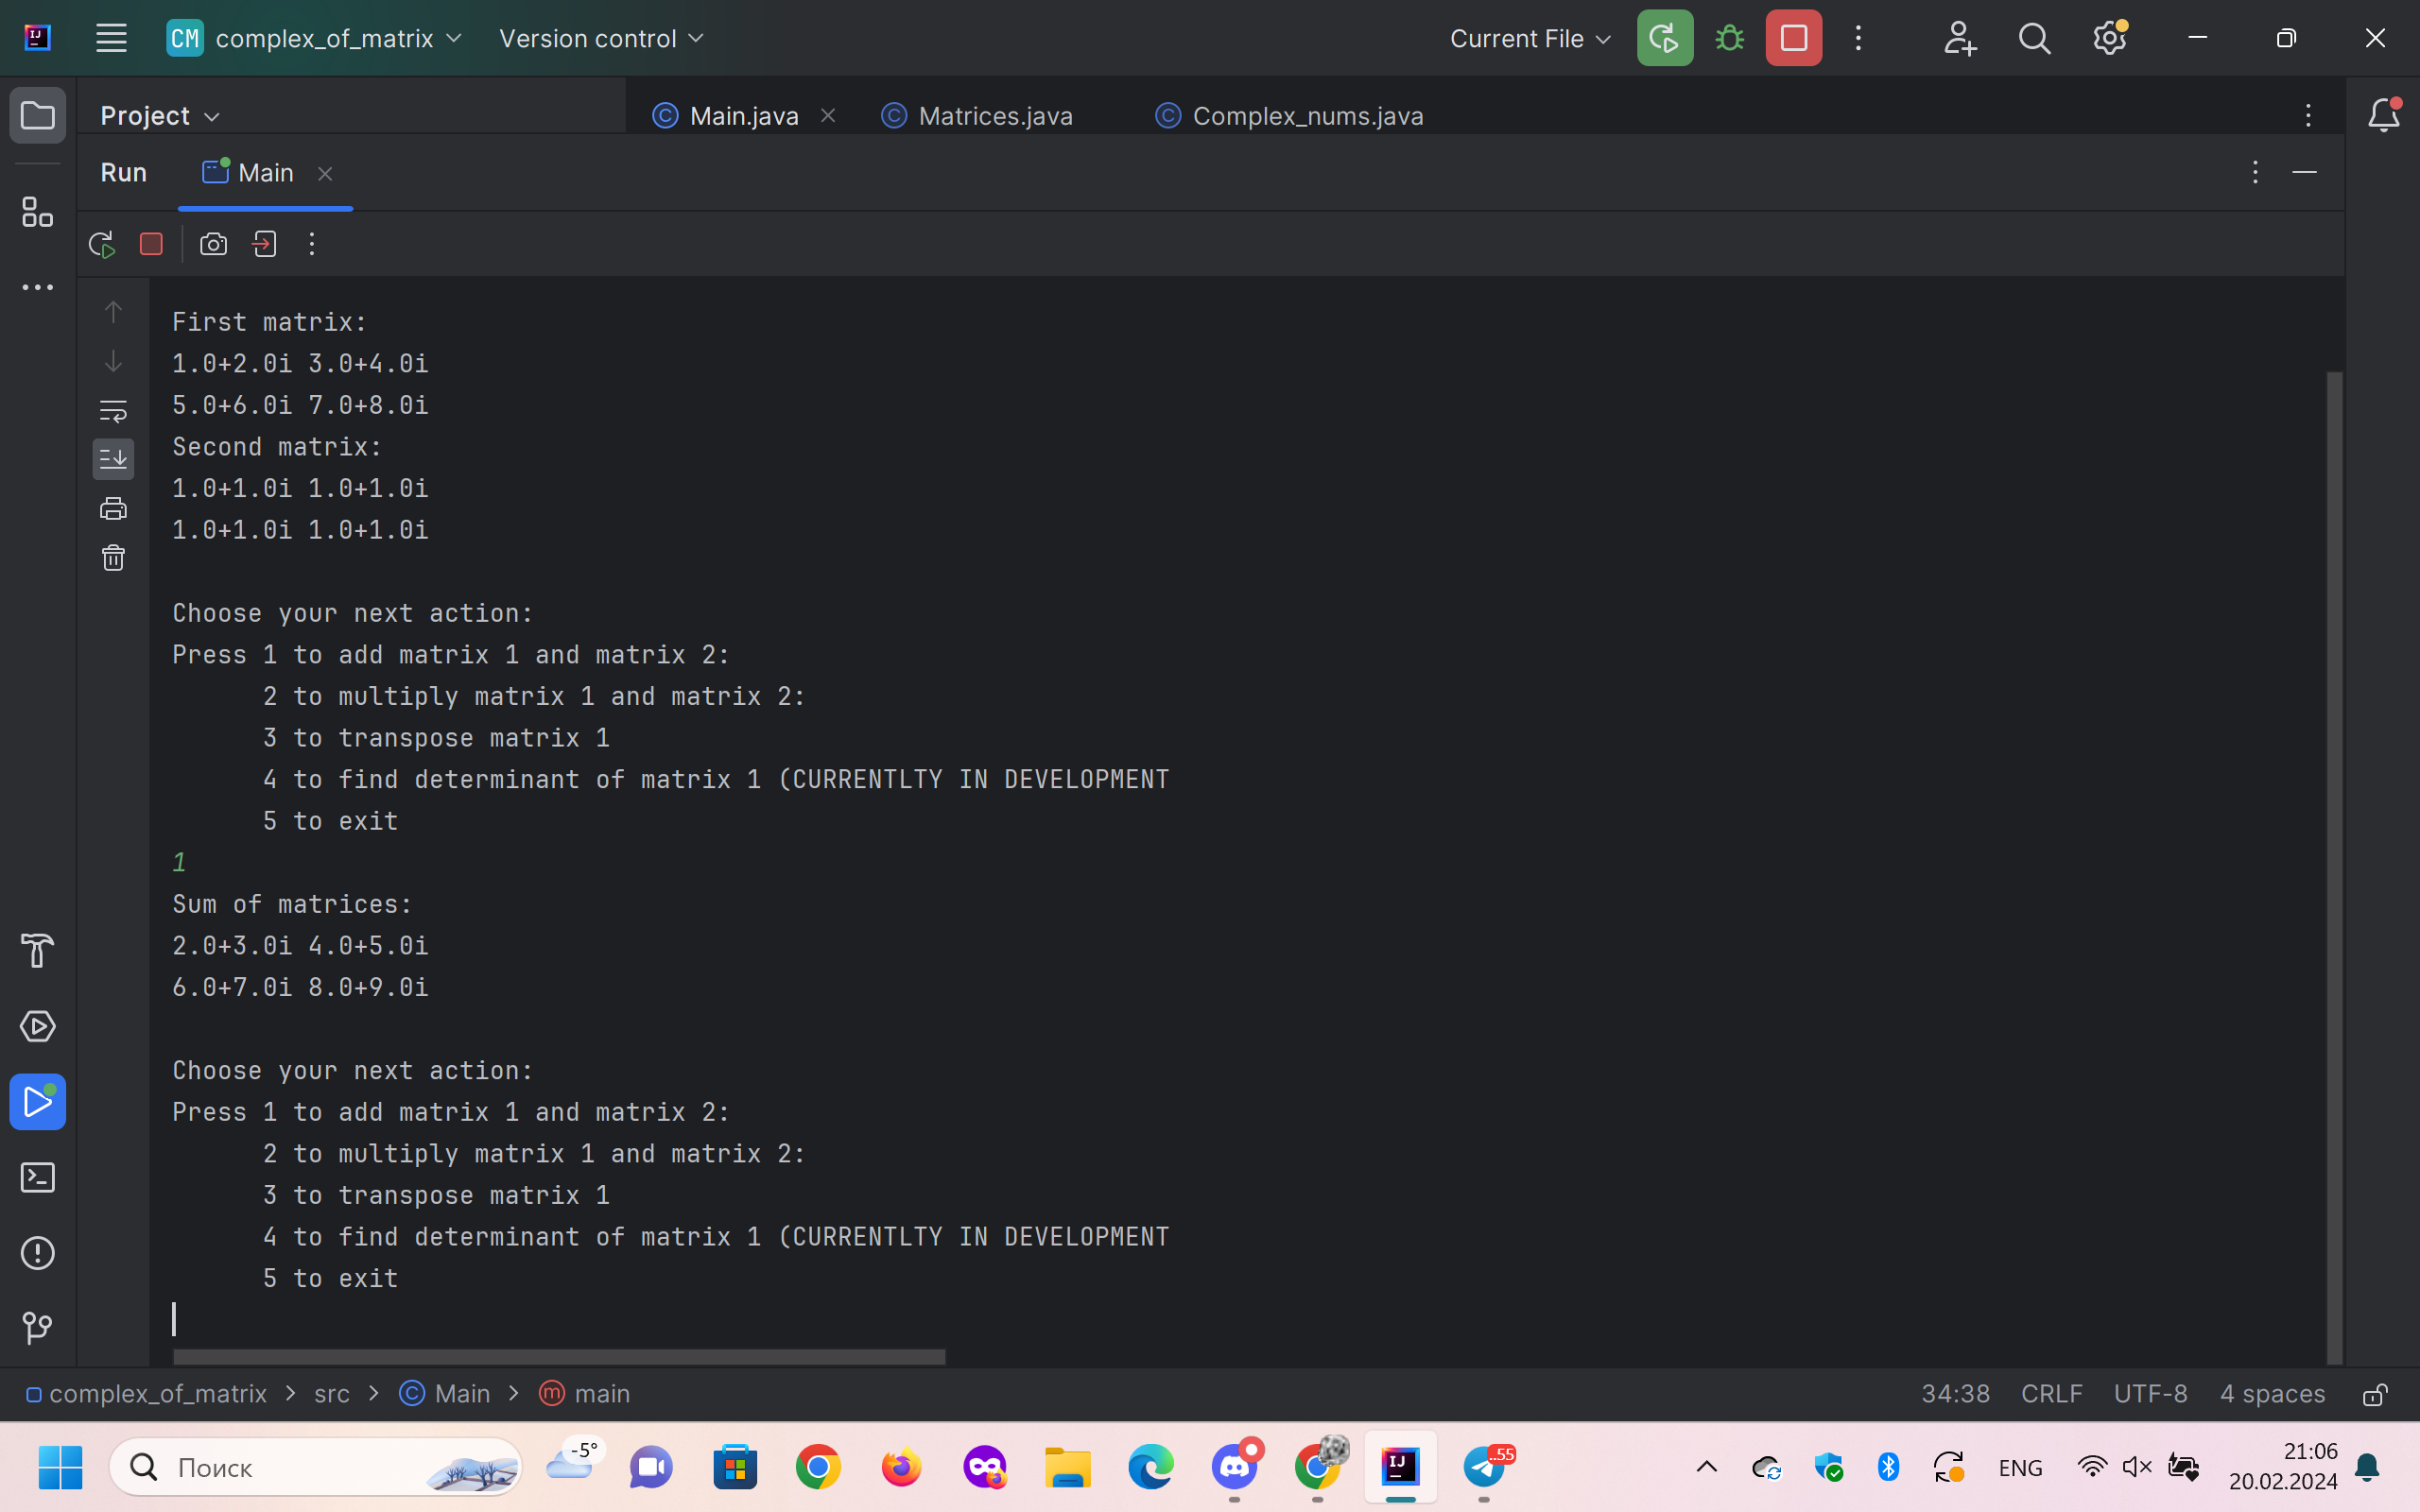 IJ CM complex_of_matrix Version control Current File
Project Main.java Matrices.java Complex_nums.java
Run Main
First matrix:
1.0+2.0i 3.0+4.0i
5.0+6.0i 7.0+8.0i
Second matrix:
1.0+1.0i 1.0+1.0i
1.0+1.0i 1.0+1.0i
Choose your next action:
Press 1 to add matrix 1 and matrix 2:
2 to multiply matrix 1 and matrix 2:
3 to transpose matrix 1
4 to find determinant of matrix 1 (CURRENTLTY IN DEVELOPMENT
5 to exit
1
Sum of matrices:
2.0+3.0i 4.0+5.0i
6.0+7.0i 8.0+9.0i
Choose your next action:
Press 1 to add matrix 1 and matrix 2:
2 to multiply matrix 1 and matrix 2:
3 to transpose matrix 1
4 to find determinant of matrix 1 (CURRENTLTY IN DEVELOPMENT
5 to exit
complex_of_matrix > src > Main > main 34:38 CRLF UTF-8 4 spaces
Поиск -5° IJ ..55 ENG 21:06
20.02.2024